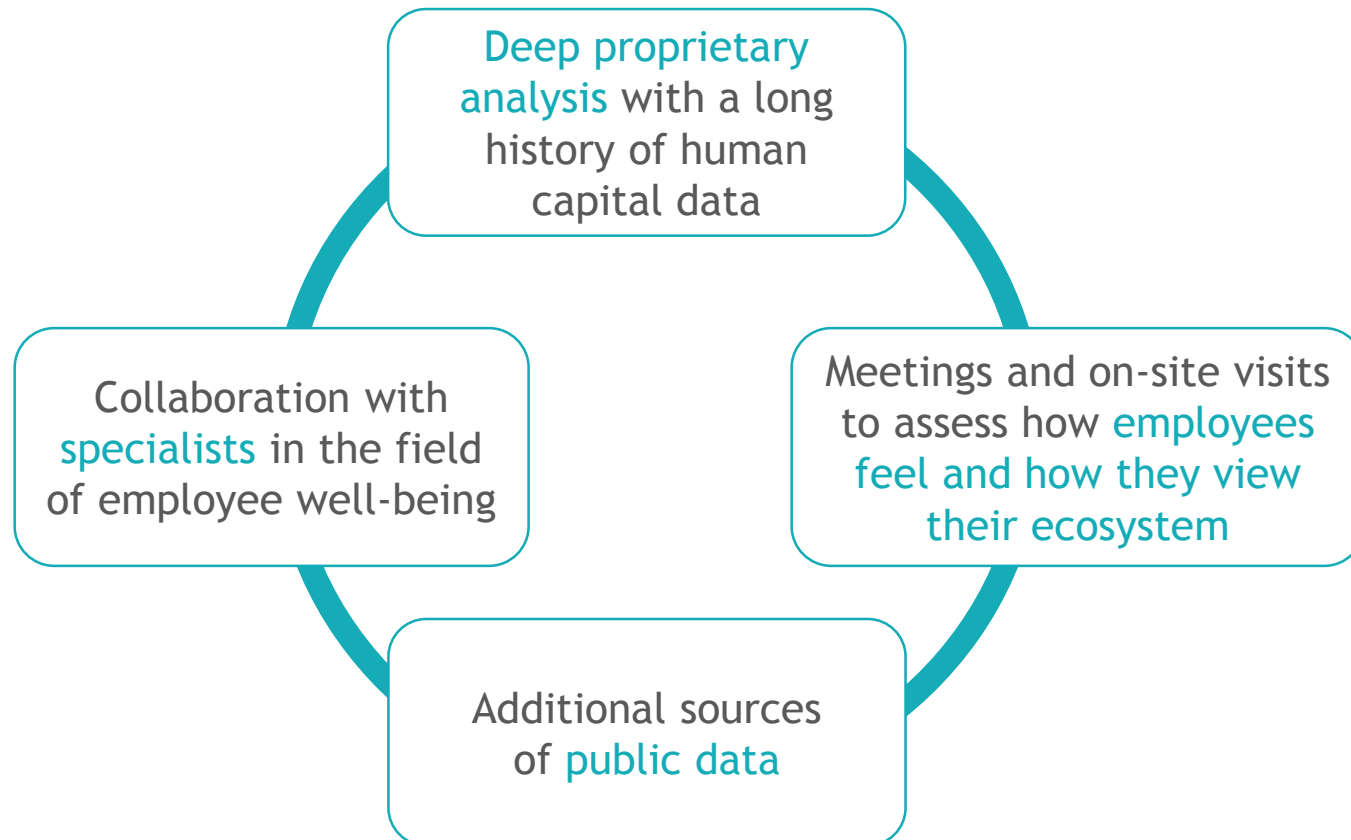 Deep proprietary
analysis with a long
history of human
capital data
Collaboration with
specialists in the field
of employee well-being
Meetings and on-site visits
to assess how employees
feel and how they view
their ecosystem
Additional sources
of public data